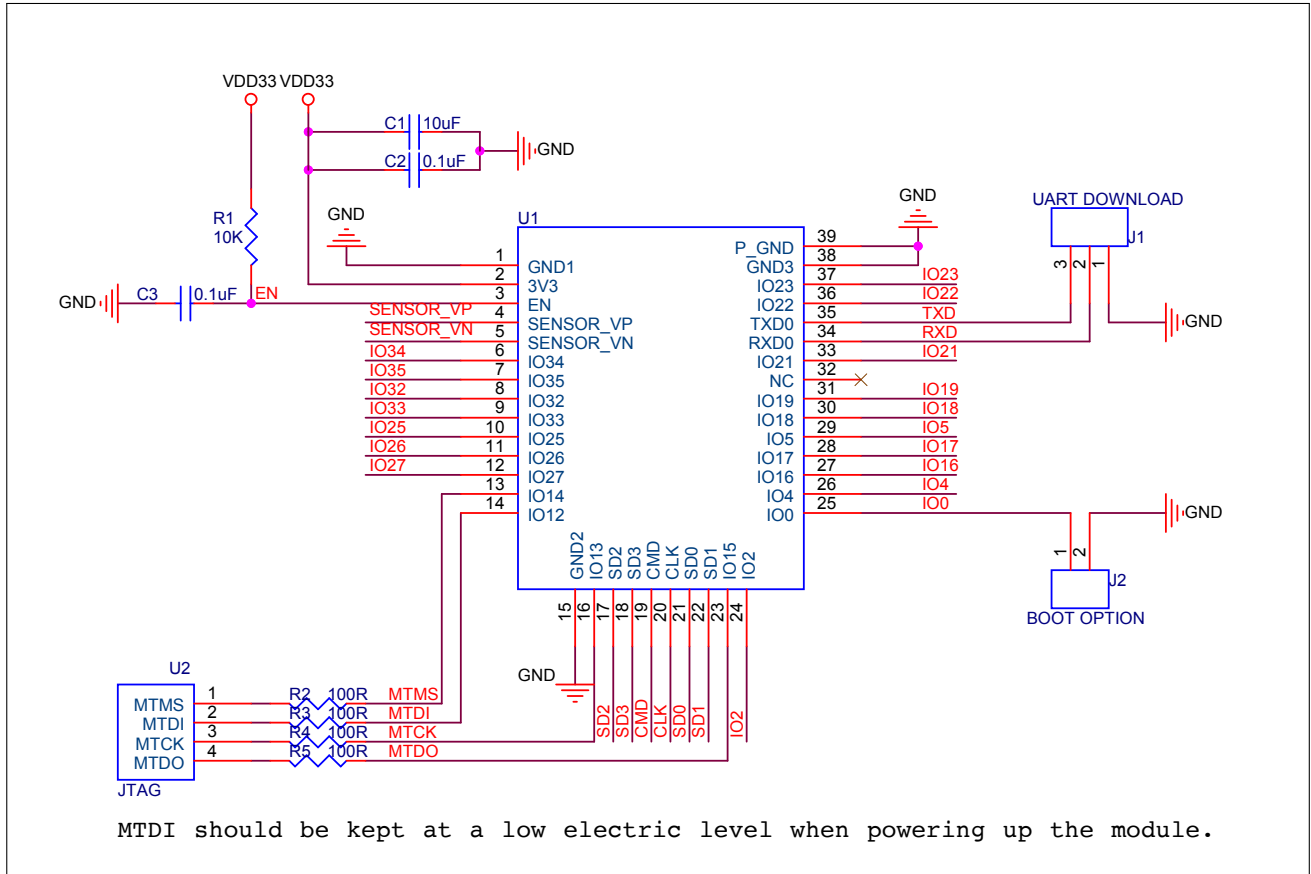 VDD33 VDD33
C1 10uF
C2 0.1uF
GND
R1
10K
GND
C3 0.1uF
EN
GND
U1
1 GND1
2 3V3
3 EN
SENSOR_VP 4 SENSOR_VP
SENSOR_VN 5 SENSOR_VN
IO34 6 IO34
IO35 7 IO35
IO32 8 IO32
IO33 9 IO33
IO25 10 IO25
IO26 11 IO26
IO27 12 IO27
13 IO14
14 IO12
GND2 15
IO13 16
SD2 17 SD2
SD3 18 SD3
CMD 19 CMD
CLK 20 CLK
SD0 21 SD0
SD1 22 SD1
IO15 23
IO2 24 IO2
GND
GND
P_GND 39
GND3 38
IO23 37 IO23
IO22 36 IO22
TXD0 35 TXD
RXD0 34 RXD
IO21 33 IO21
NC 32
IO19 31 IO19
IO18 30 IO18
IO5 29 IO5
IO17 28 IO17
IO16 27 IO16
IO4 26 IO4
IO0 25 IO0
UART DOWNLOAD
J1
3 2 1
GND
GND
1 2
J2
BOOT OPTION
U2
MTMS 1 R2 100R MTMS
MTDI 2 R3 100R MTDI
MTCK 3 R4 100R MTCK
MTDO 4 R5 100R MTDO
JTAG
MTDI should be kept at a low electric level when powering up the module.